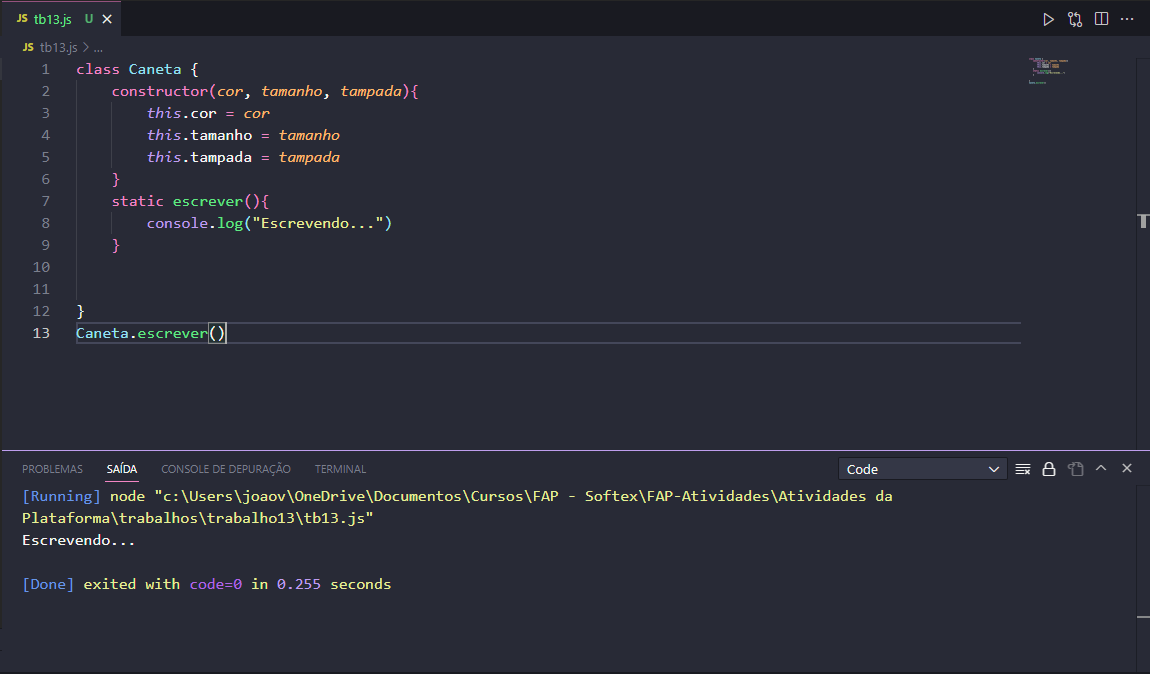 JS tb13.js U
JS tb13.js > ...
1 class Caneta {
2     constructor(cor, tamanho, tampada){
3         this.cor = cor
4         this.tamanho = tamanho
5         this.tampada = tampada
6     }
7     static escrever(){
8         console.log("Escrevendo...")
9     }
10
11
12 }
13 Caneta.escrever()
PROBLEMAS SAÍDA CONSOLE DE DEPURAÇÃO TERMINAL Code
[Running] node "c:\Users\joaov\OneDrive\Documentos\Cursos\FAP - Softex\FAP-Atividades\Atividades da
Plataforma\trabalhos\trabalho13\tb13.js"
Escrevendo...
[Done] exited with code=0 in 0.255 seconds